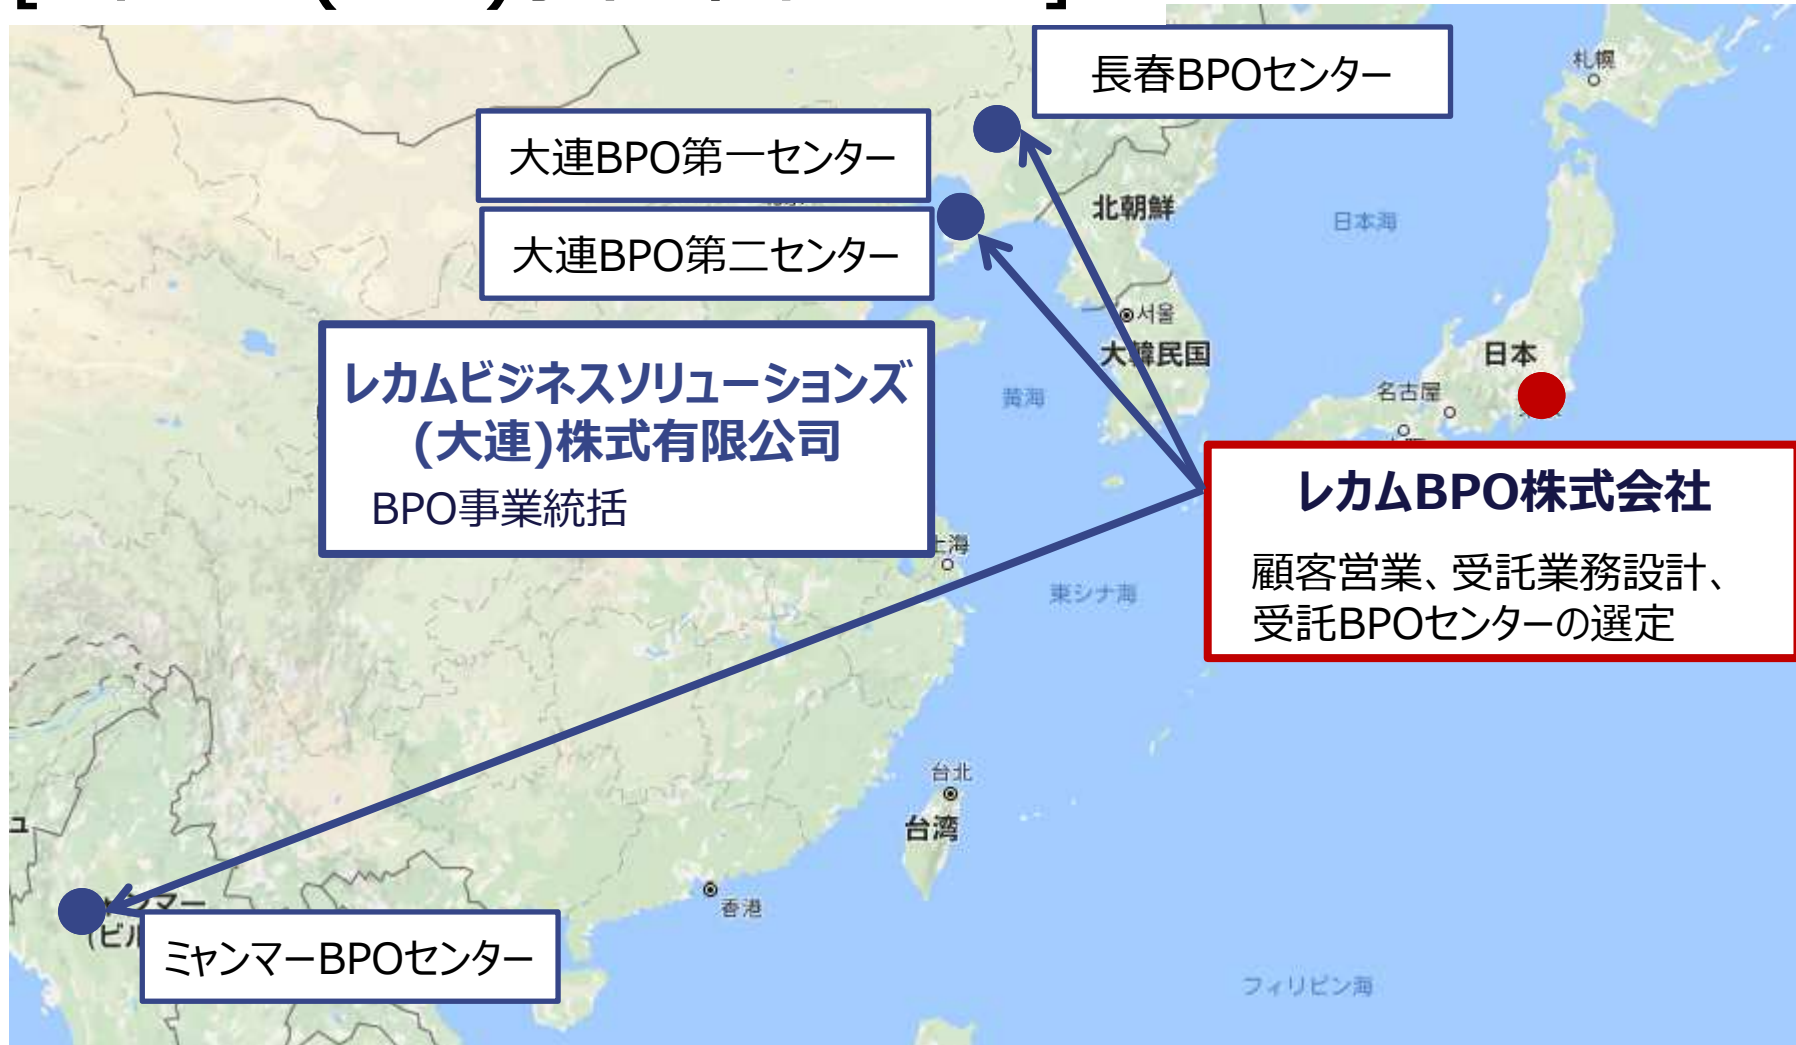 長春BPOセンター
札幌
大連BPO第一センター
北朝鮮
日本海
大連BPO第二センター
서울
大韓民国
日本
レカムビジネスソリューションズ
(大連)株式有限公司
BPO事業統括
黄海
名古屋
レカムBPO株式会社
顧客営業、受託業務設計、
受託BPOセンターの選定
東シナ海
台北
台湾
香港
ミャンマーBPOセンター
フィリピン海